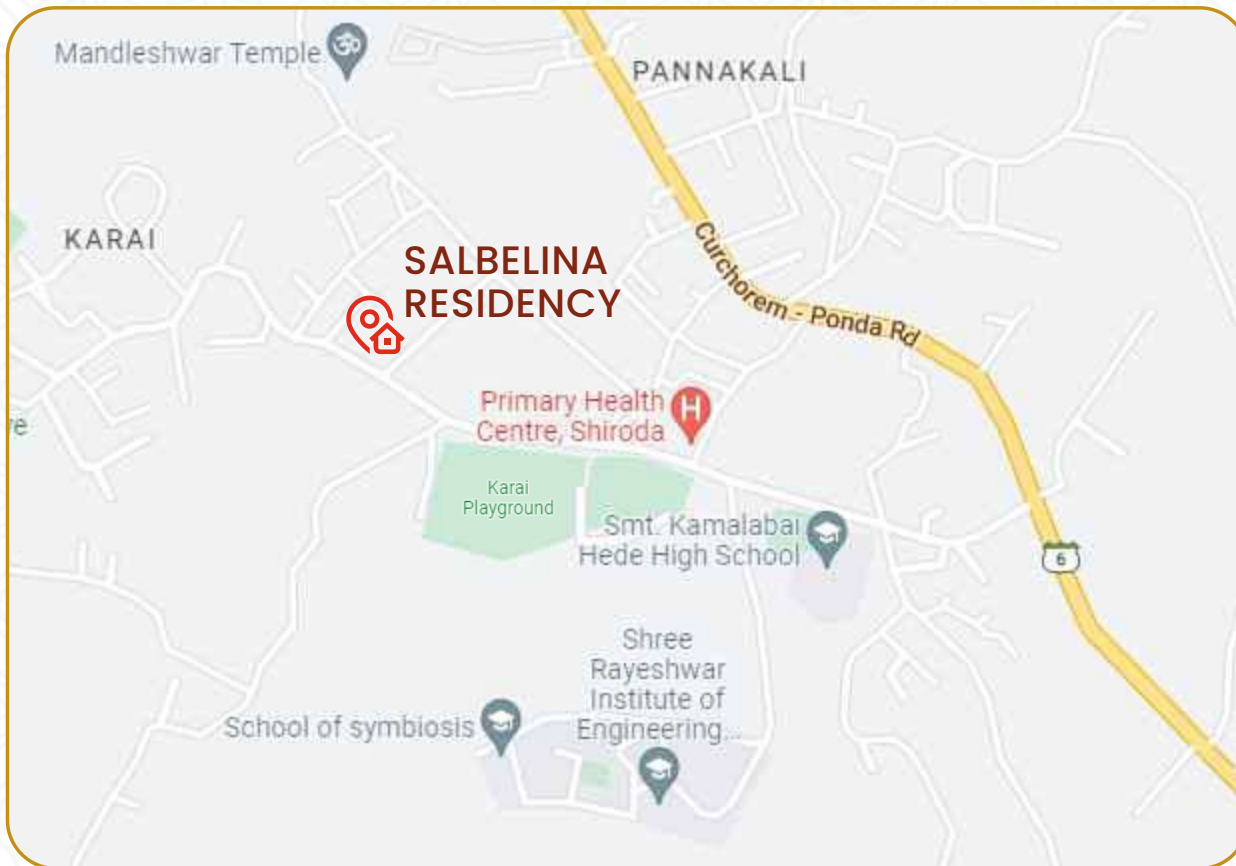 Mandleshwar Temple
PANNAKALI
KARAI
SALBELINA
RESIDENCY
Curchorem - Ponda Rd
Primary Health
Centre, Shiroda
H
re
Karai
Playground
Smt. Kamalabai
Hede High School
6
Shree
Rayeshwar
Institute of
Engineering...
School of symbiosis